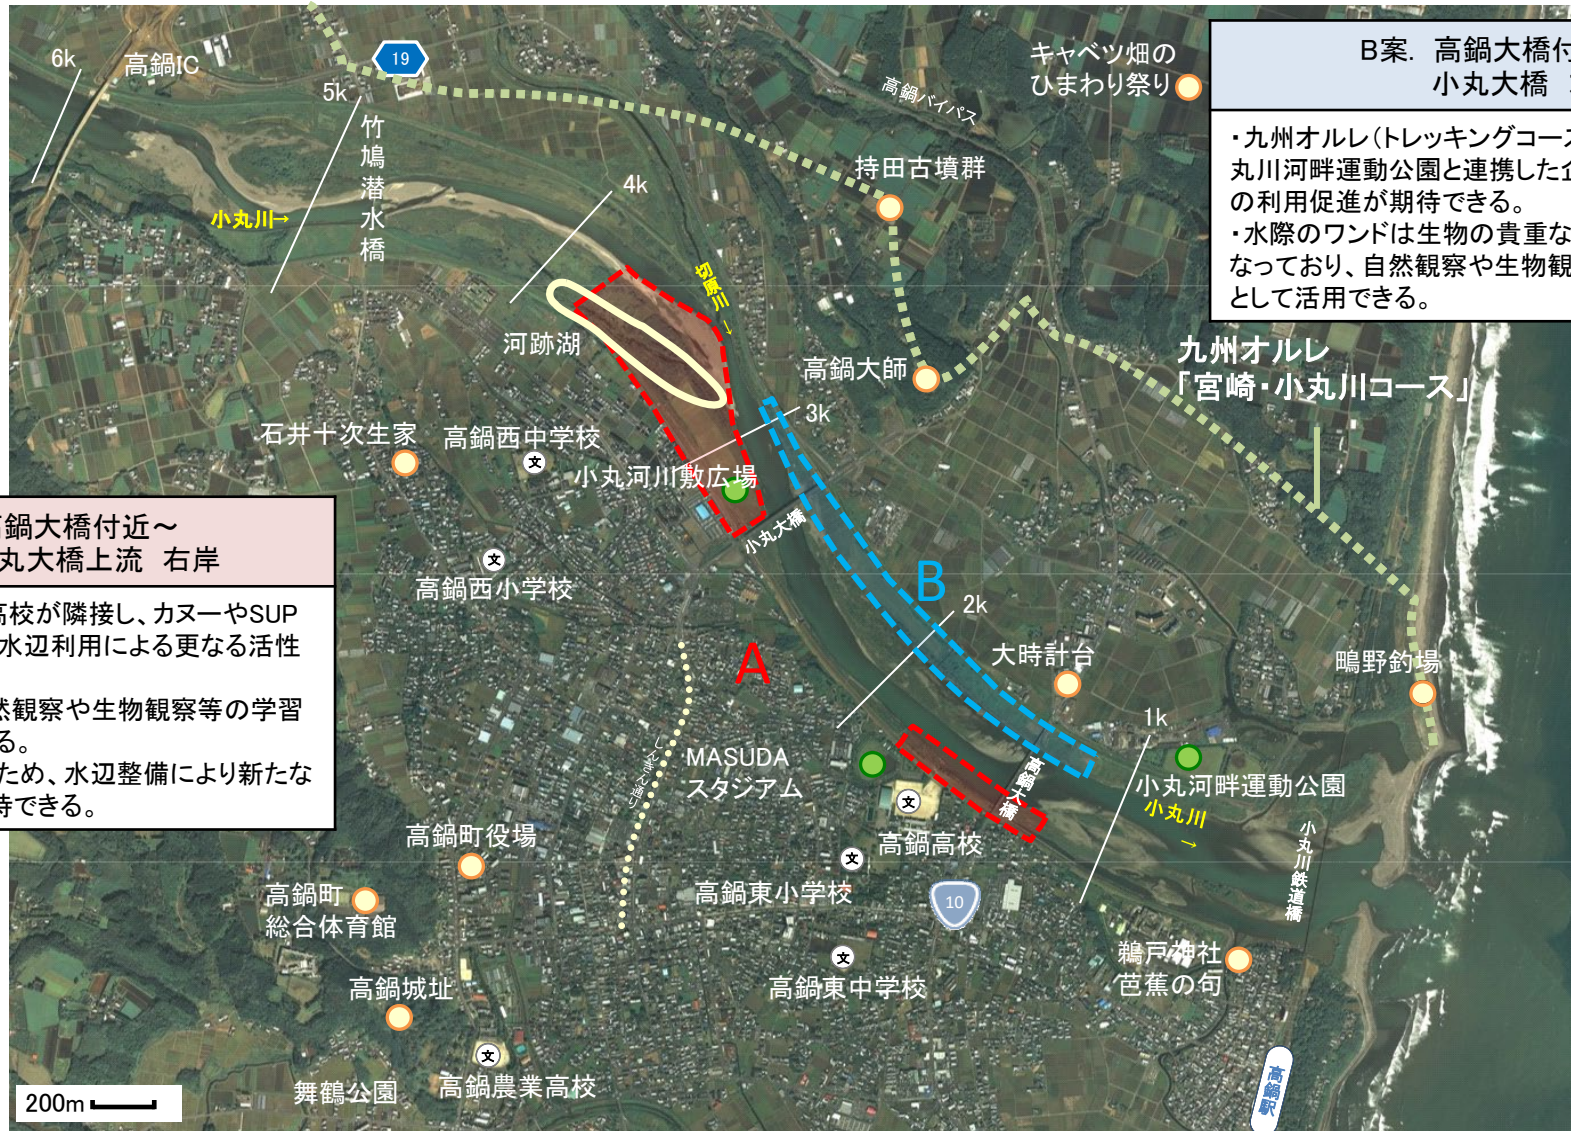 6k
高鍋IC
19
5k
竹鳩潜水橋
小丸川→
4k
キャベツ畑の
ひまわり祭り
高鍋バイパス
持田古墳群
B案. 高鍋大橋付
小丸大橋
・九州オルレ(トレッキングコース
丸川河畔運動公園と連携した企
の利用促進が期待できる。
・水際のワンドは生物の貴重な
なっており、自然観察や生物観
として活用できる。
切原川→
河跡湖
高鍋大師
九州オルレ
「宮崎・小丸川コース」
3k
石井十次生家
高鍋西中学校
文
小丸河川敷広場
小丸大橋
高鍋大橋付近～
丸大橋上流 右岸
高校が隣接し、カヌーやSUP
水辺利用による更なる活性
然観察や生物観察等の学習
る。
ため、水辺整備により新たな
待できる。
文
高鍋西小学校
B
2k
A
大時計台
鴫野釣場
1k
しんきん通り
MASUDA
スタジアム
高鍋大橋
小丸河畔運動公園
小丸川
→
小丸川鉄道橋
文
高鍋高校
高鍋町役場
文
高鍋東小学校
10
高鍋町
総合体育館
文
高鍋東中学校
鵜戸神社
芭蕉の句
高鍋城址
文
高鍋農業高校
舞鶴公園
高鍋駅
200m